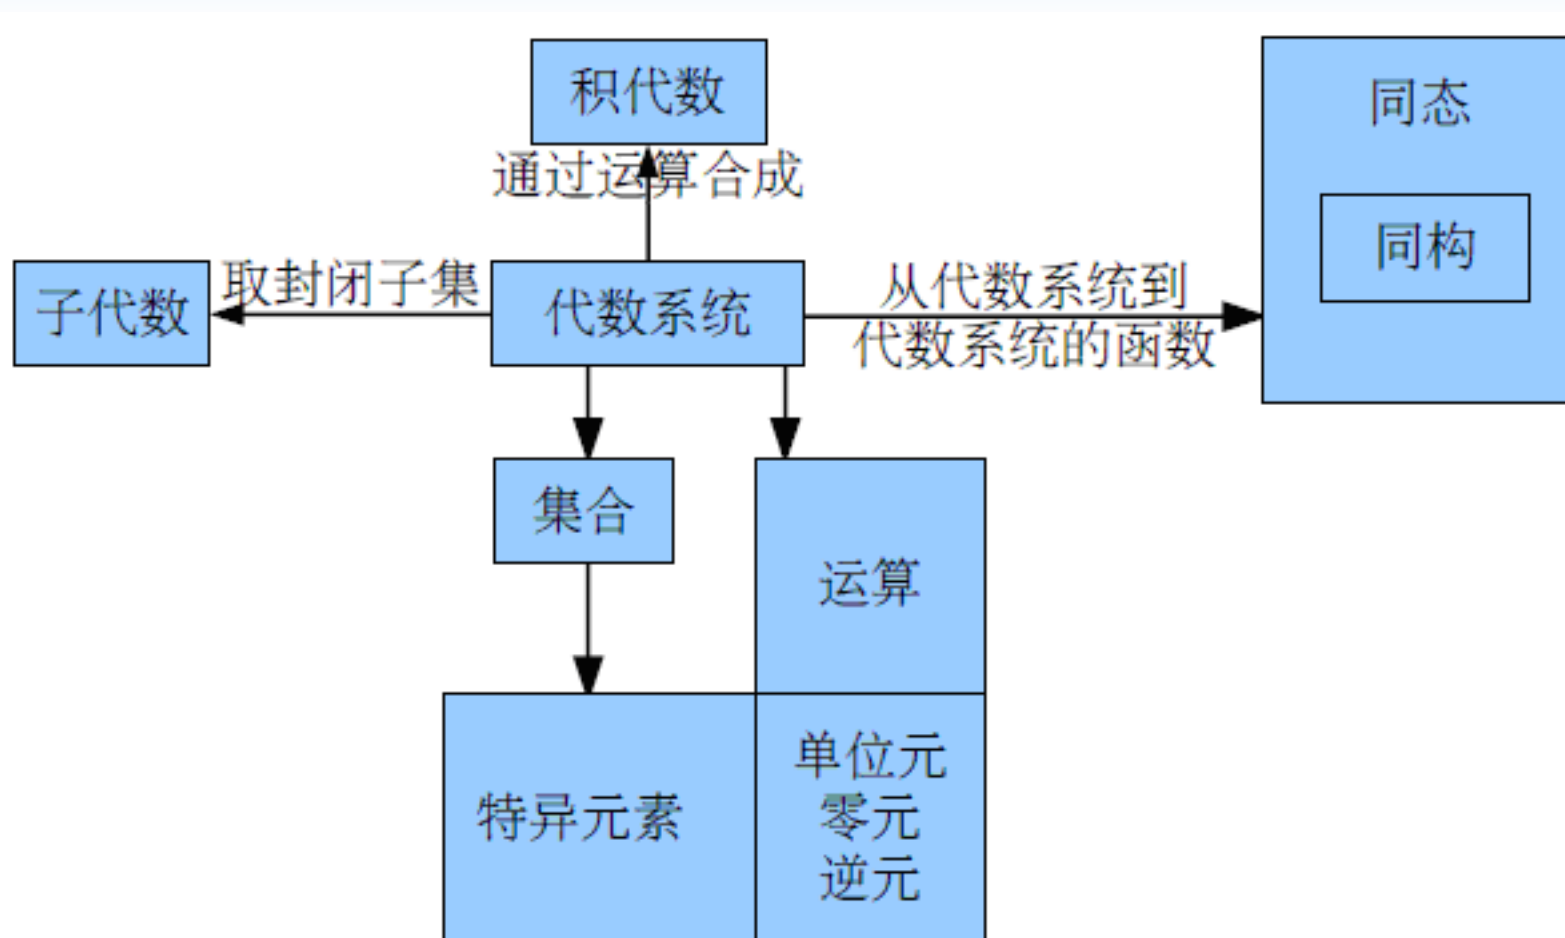 积代数
同态
通过运算合成
同构
子代数
取封闭子集
代数系统
从代数系统到
代数系统的函数
集合
运算
特异元素
单位元
零元
逆元